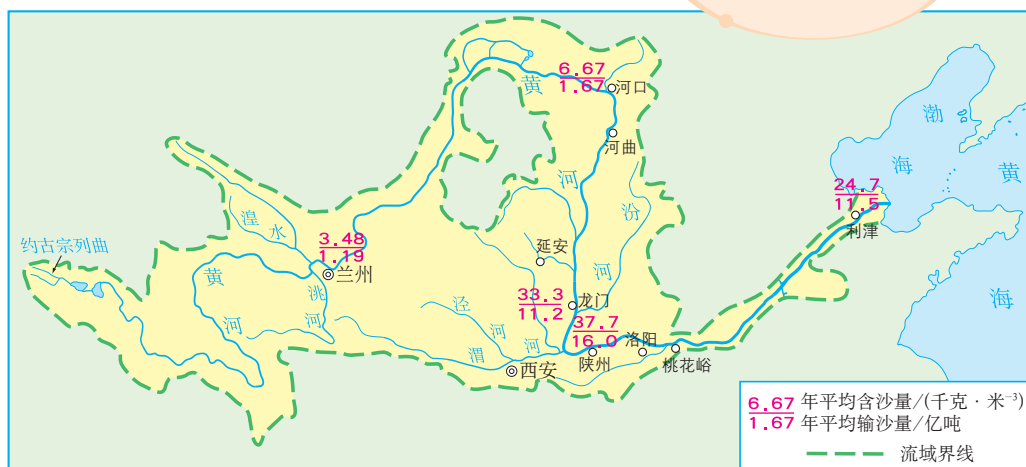 渤
海
黄
海
黄
河
黄
河
6.67
1.67
河口
河曲
汾
河
24.7
11.5
利津
湟
水
3.48
1.19
兰州
约古宗列曲
洮
河
延安
33.3
11.2
龙门
37.7
16.0
陕州
洛阳
桃花峪
泾
河
渭
河
西安
6.67 年平均含沙量/(千克·米⁻³)
1.67 年平均输沙量/亿吨
流域界线